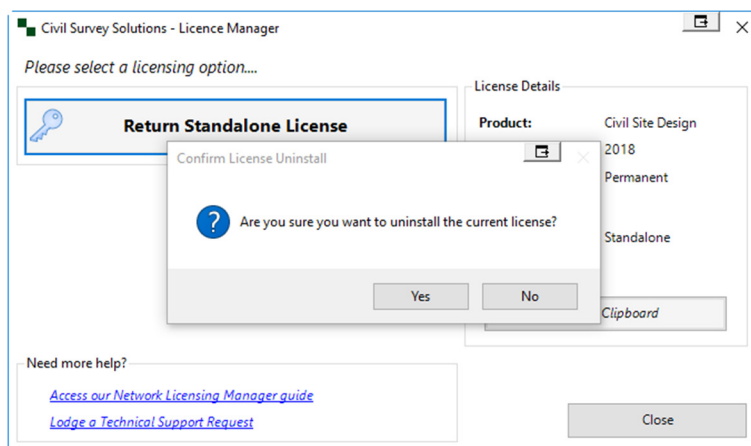 Civil Survey Solutions - Licence Manager
Please select a licensing option....
Return Standalone License
License Details
Product: Civil Site Design
2018
Permanent
Standalone
Clipboard
Confirm License Uninstall
Are you sure you want to uninstall the current license?
Yes No
Need more help?
Access our Network Licensing Manager guide
Lodge a Technical Support Request
Close